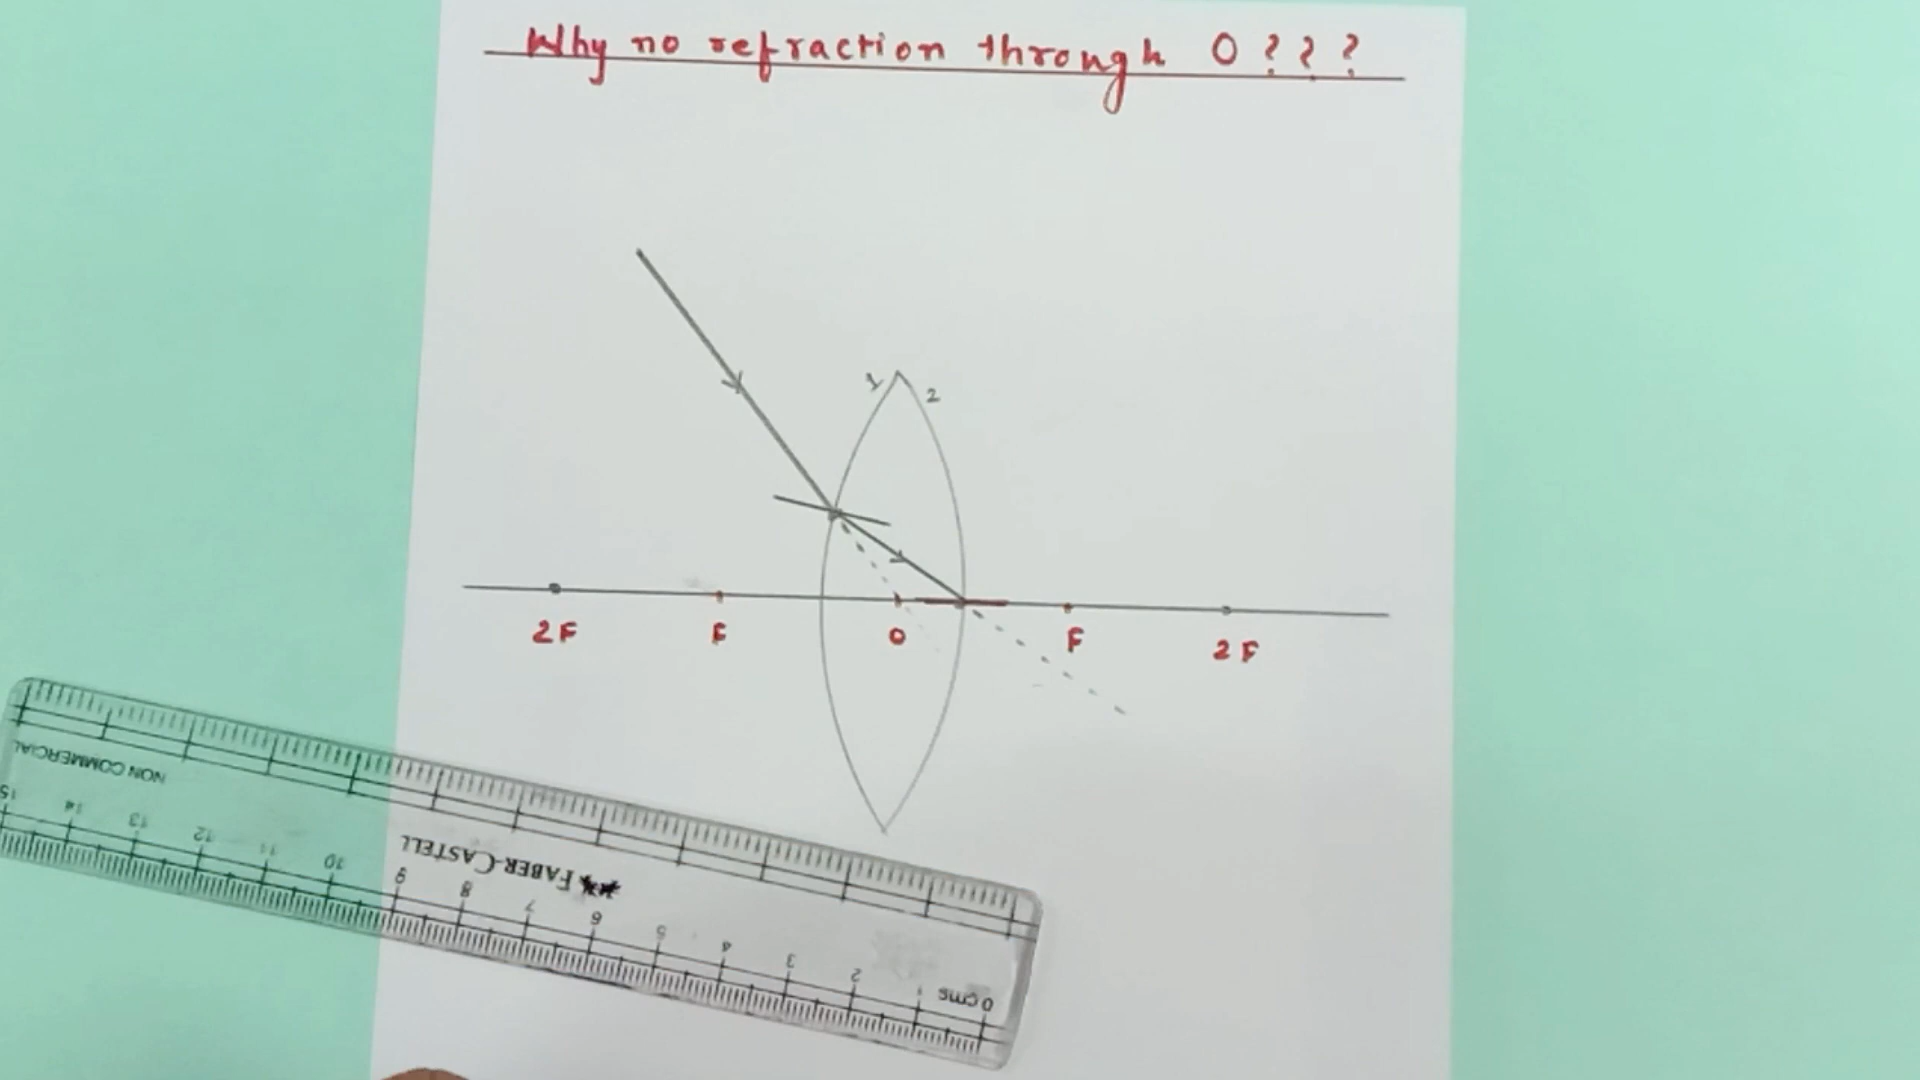 Why no refraction through O???
1 2
2F F O F 2F
NON COMMERCIAL
FABER-CASTELL
15 14 13 12 11 10 9 8 7 6 5 4 3 2 1 0 cms